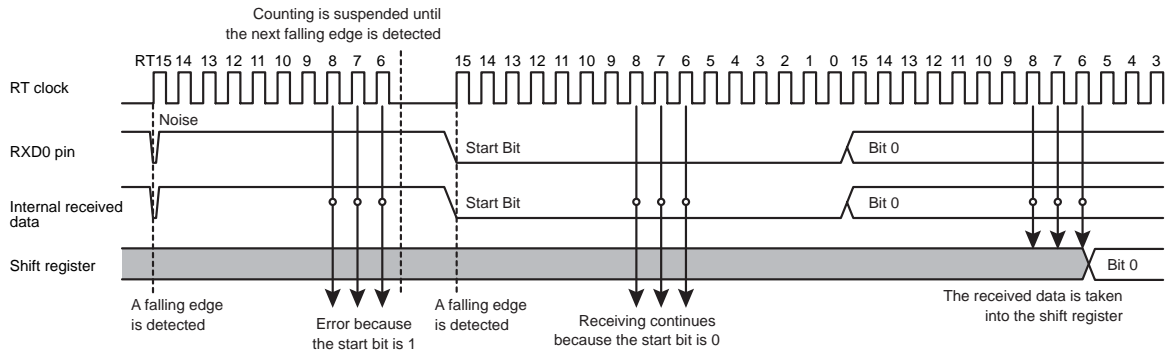 Counting is suspended until
the next falling edge is detected
RT15 14 13 12 11 10 9 8 7 6 15 14 13 12 11 10 9 8 7 6 5 4 3 2 1 0 15 14 13 12 11 10 9 8 7 6 5 4 3
RT clock
Noise
RXD0 pin
Start Bit
Bit 0
Internal received
data
Start Bit
Bit 0
Shift register
Bit 0
A falling edge
is detected
Error because
the start bit is 1
A falling edge
is detected
Receiving continues
because the start bit is 0
The received data is taken
into the shift register